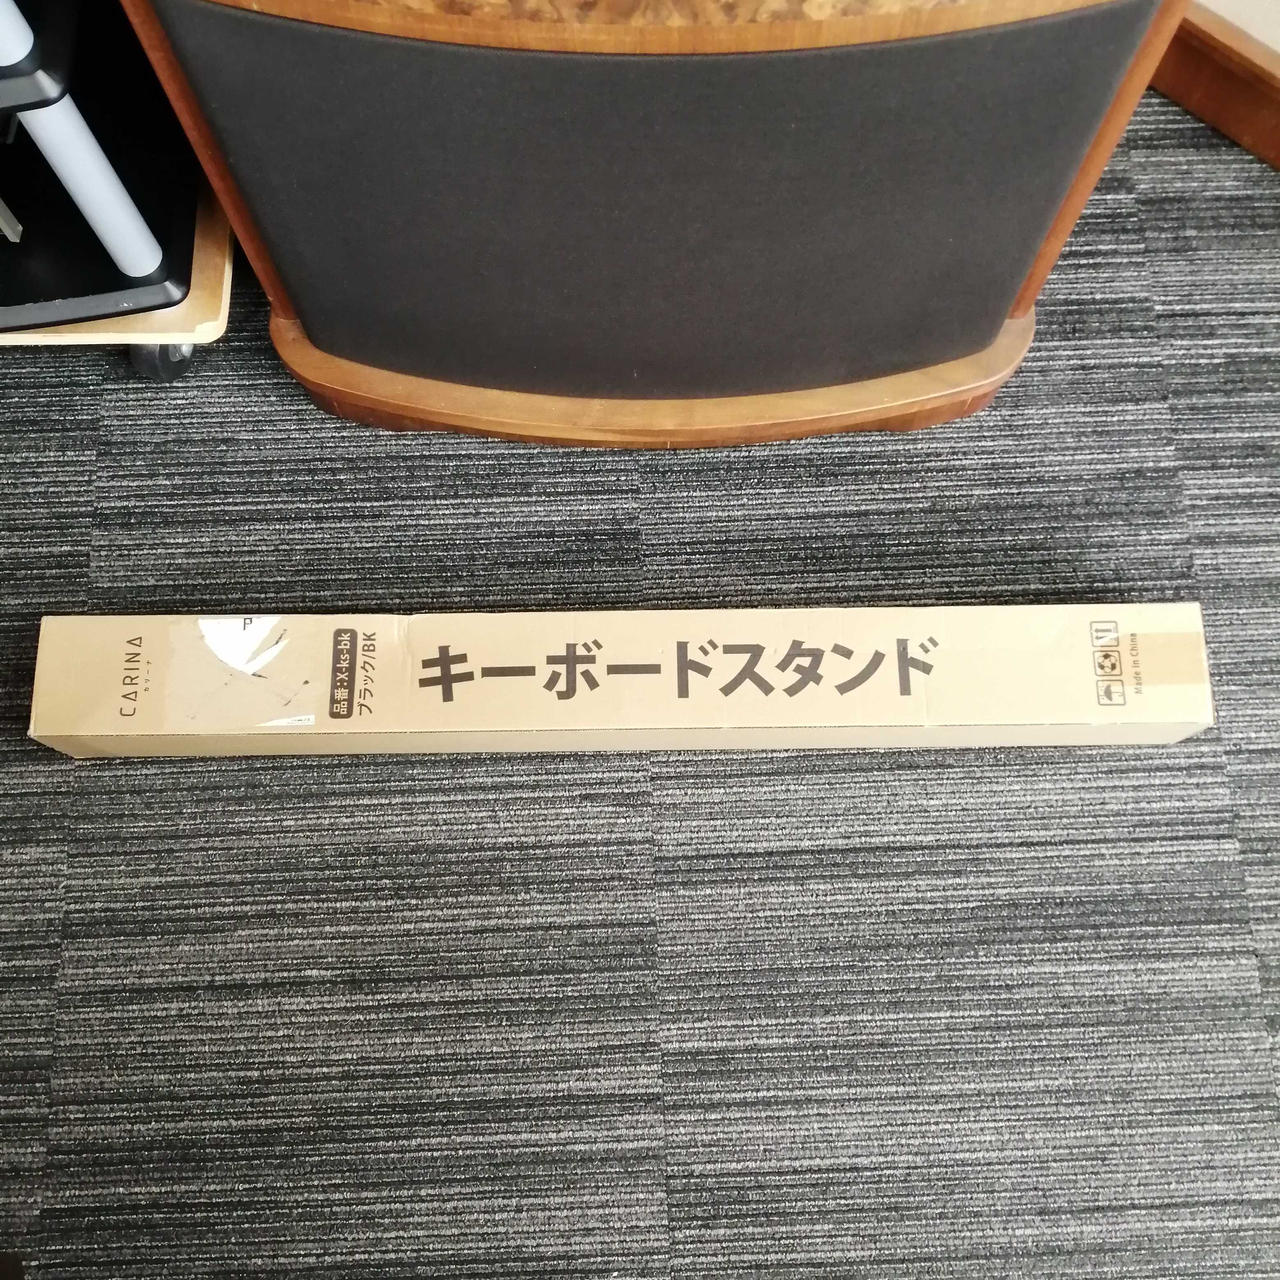 CARINA
カリーナ
品番:X-ks-bk
ブラック/BK
キーボードスタンド
Made in China